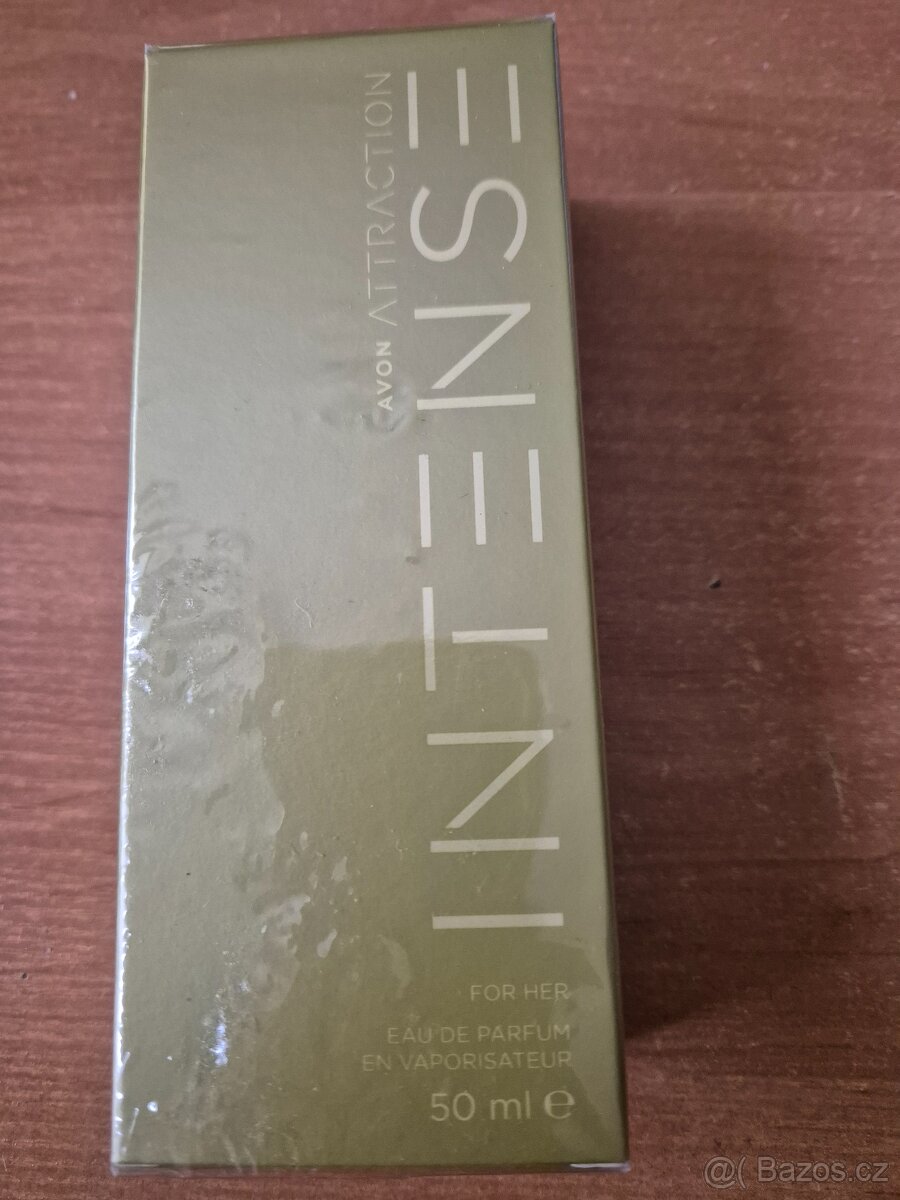 AVON ATTRACTION
INTENSE
FOR HER
EAU DE PARFUM
EN VAPORISATEUR
50 ml ℮
@( Bazos.cz